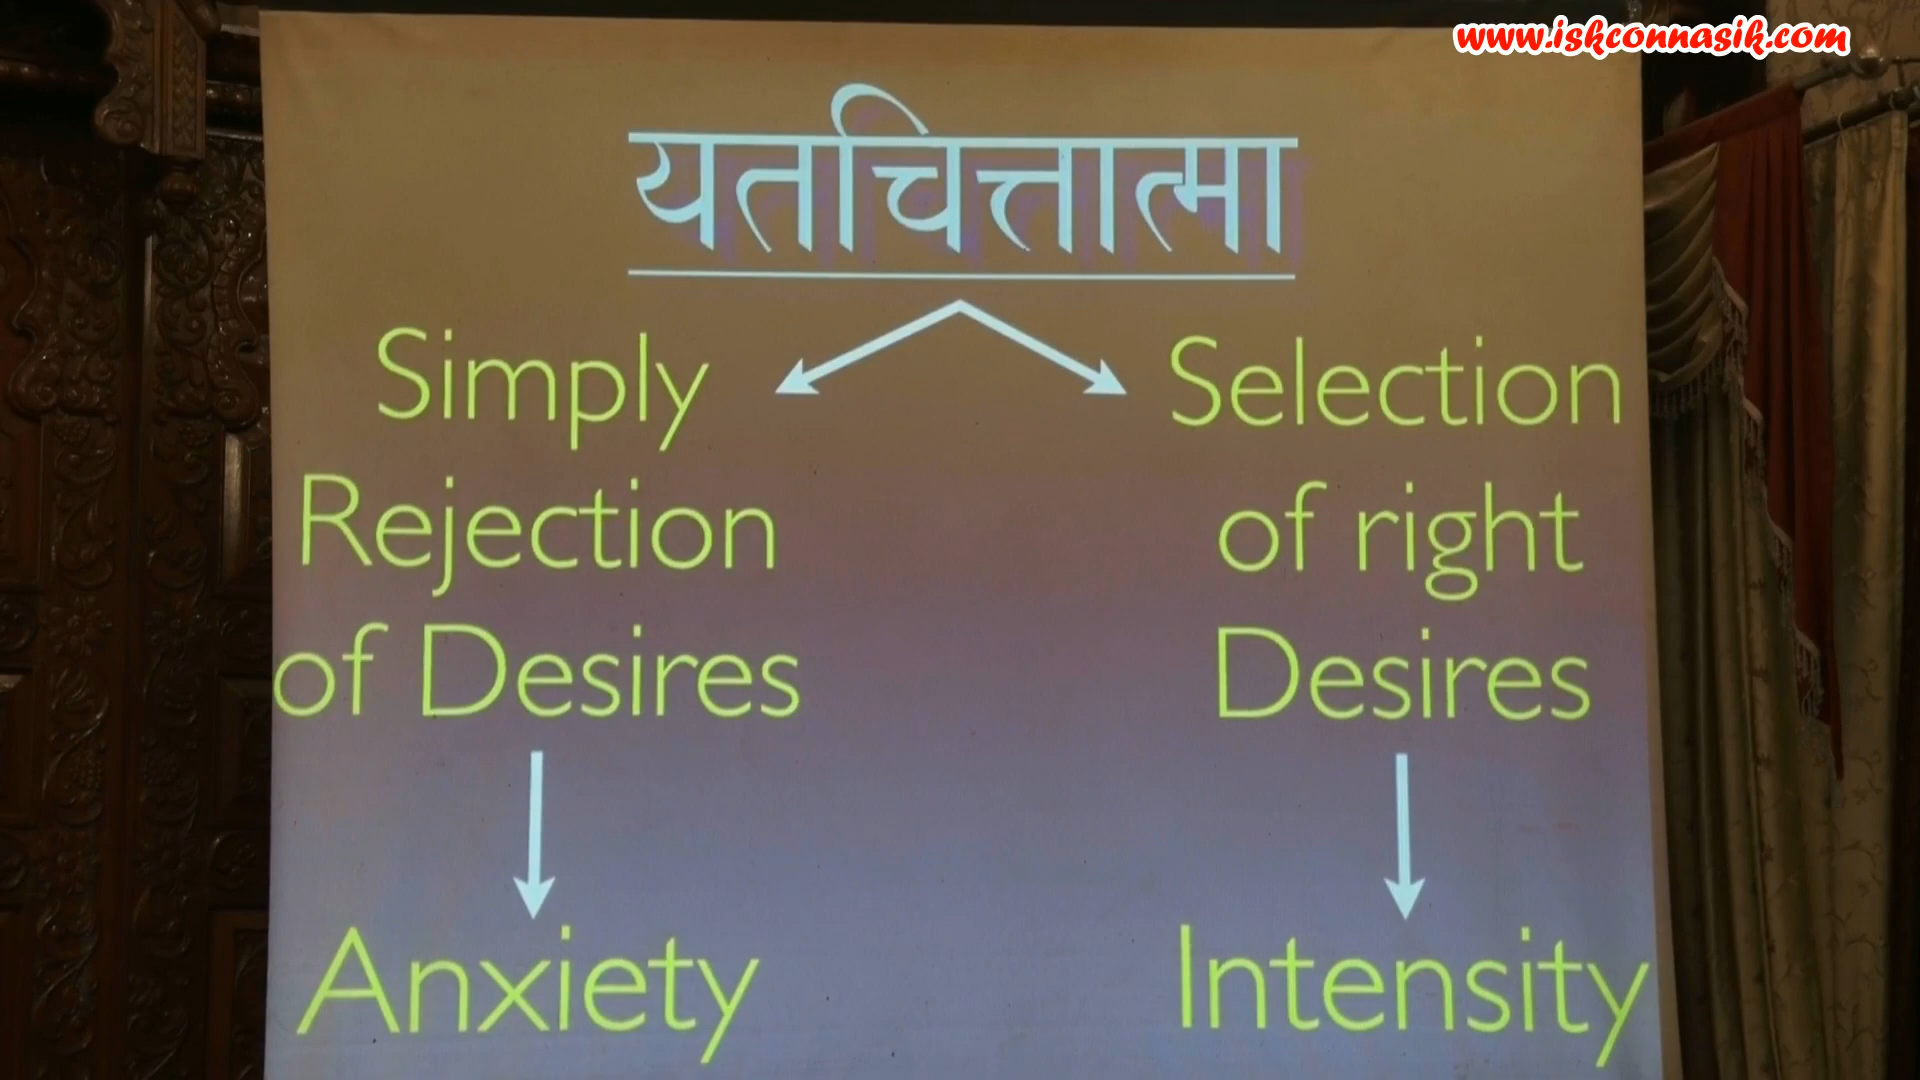 www.iskconnasik.com
यतचित्तात्मा
Simply
Rejection
of Desires
Anxiety
Selection
of right
Desires
Intensity